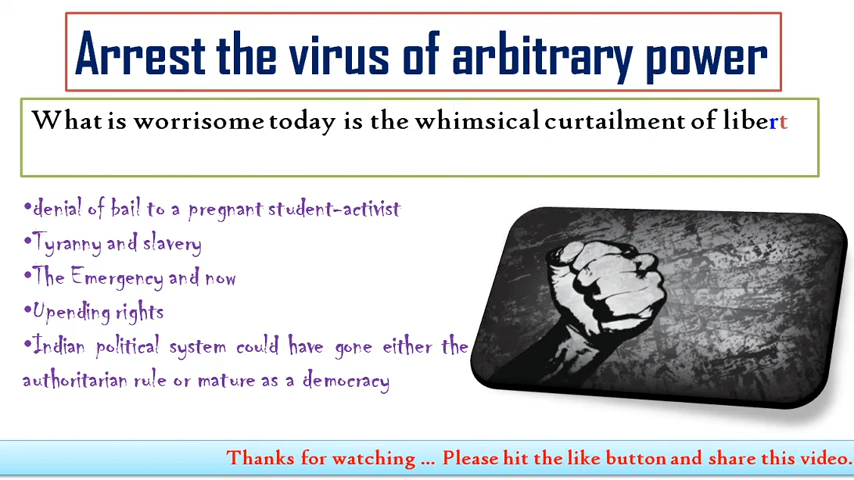 Arrest the virus of arbitrary power
What is worrisome today is the whimsical curtailment of libert
•denial of bail to a pregnant student-activist
•Tyranny and slavery
•The Emergency and now
•Upending rights
•Indian political system could have gone either the
authoritarian rule or mature as a democracy
Thanks for watching ... Please hit the like button and share this video.